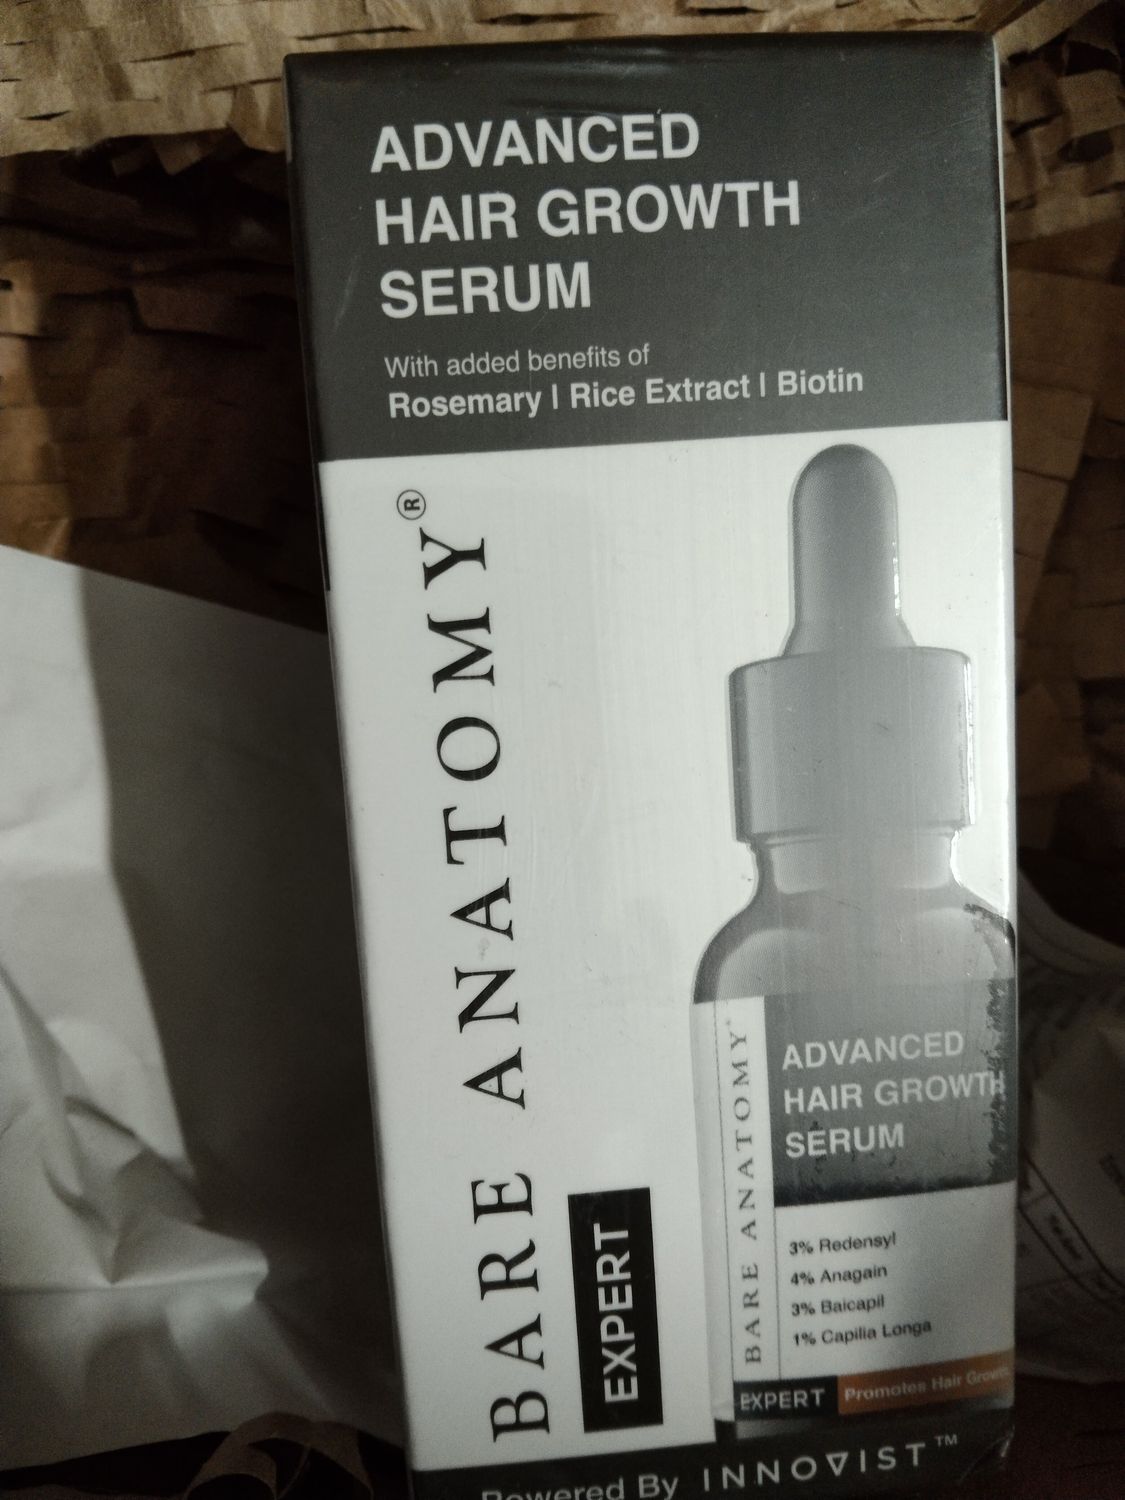 ADVANCED
HAIR GROWTH
SERUM
With added benefits of
Rosemary | Rice Extract | Biotin
BARE ANATOMY®
EXPERT
BARE ANATOMY®
ADVANCED
HAIR GROWTH
SERUM
3% Redensyl
4% Anagain
3% Baicapil
1% Capilia Longa
EXPERT
Promotes Hair Growth
Powered By INNOVIST™